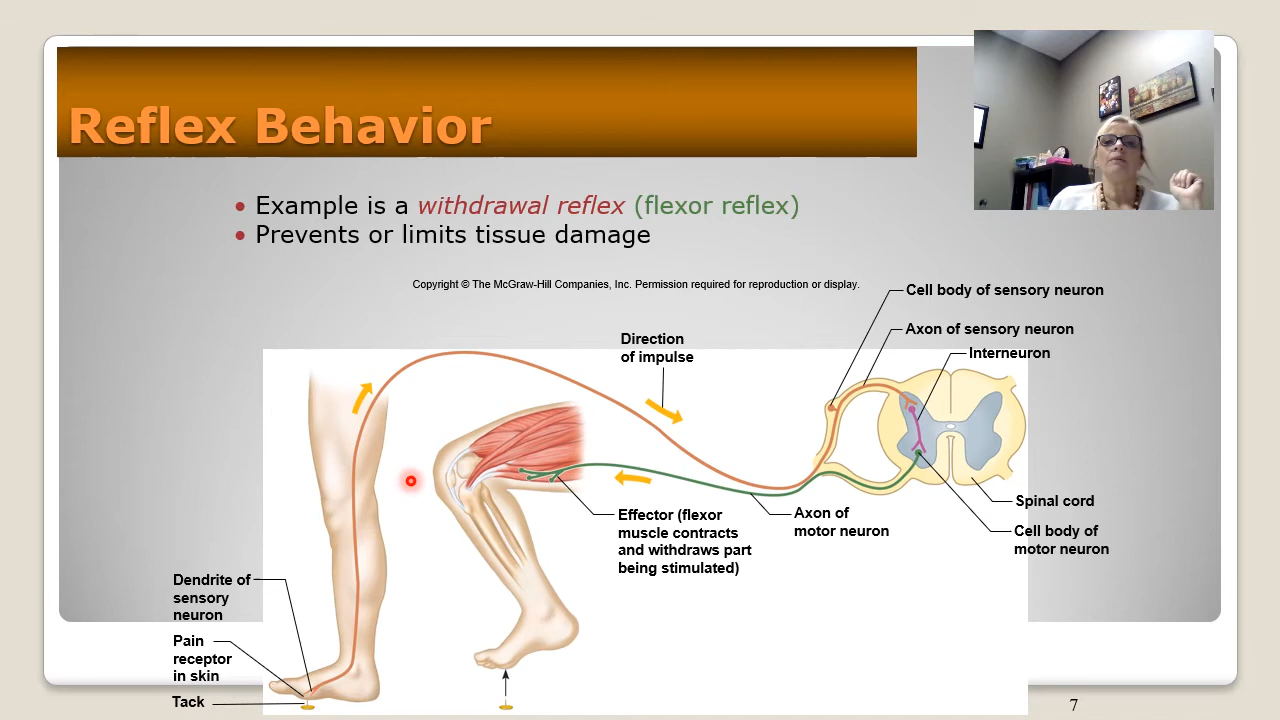 Reflex Behavior
• Example is a withdrawal reflex (flexor reflex)
• Prevents or limits tissue damage
Copyright © The McGraw-Hill Companies, Inc. Permission required for reproduction or display.
Cell body of sensory neuron
Axon of sensory neuron
Interneuron
Direction
of impulse
Spinal cord
Cell body of
motor neuron
Axon of
motor neuron
Effector (flexor
muscle contracts
and withdraws part
being stimulated)
Dendrite of
sensory
neuron
Pain
receptor
in skin
Tack
7